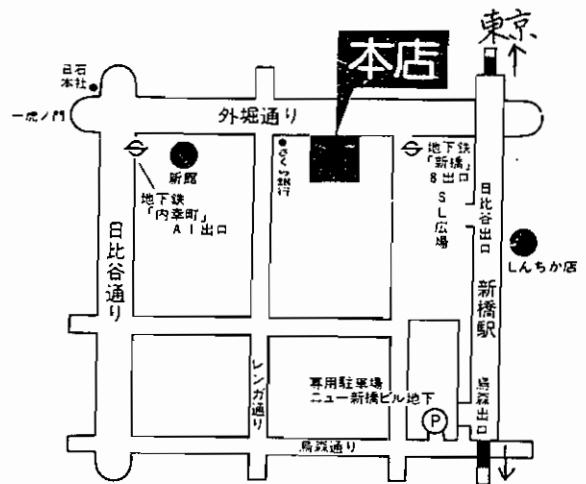 東京
本店
日石
本社
一虎ノ門
外堀通り
新館
さくら銀行
地下鉄
「新橋」
8出口
SL広場
日比谷出口
地下鉄
「内幸町」
A1出口
日比谷通り
しんちか店
新橋駅
レンガ通り
専用駐車場
ニュー新橋ビル地下
P
烏森出口
烏森通り